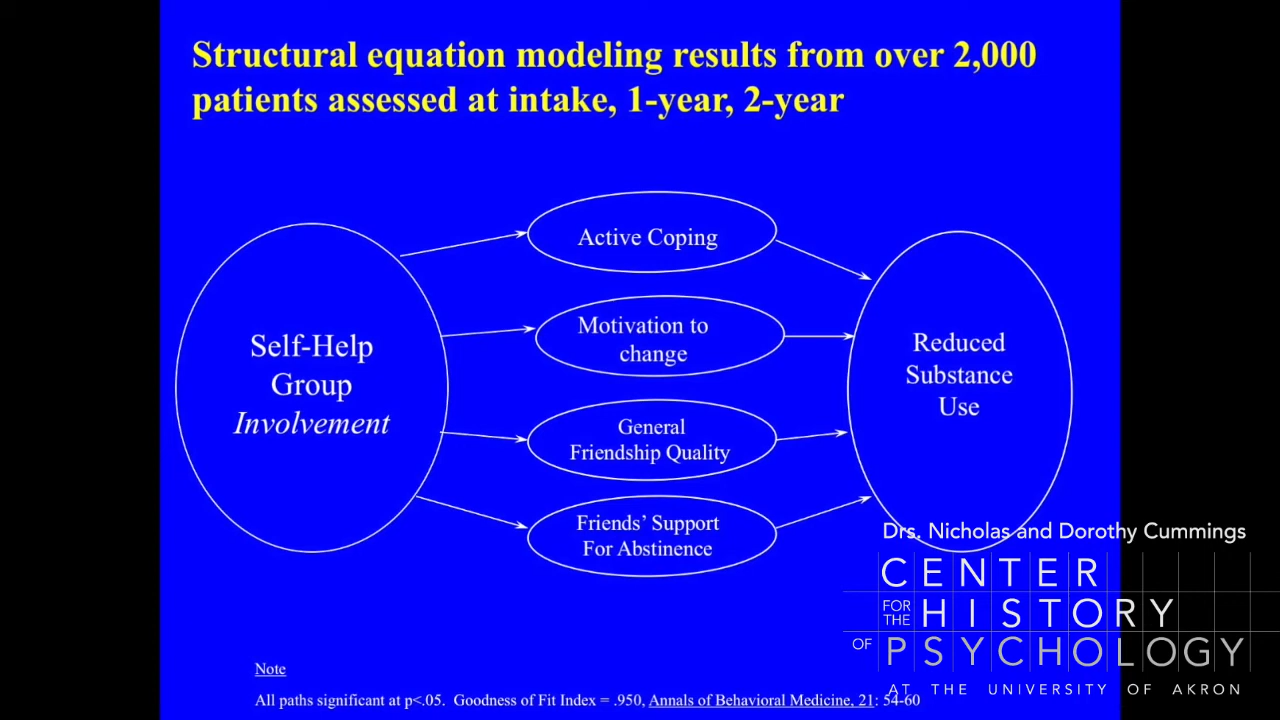 Structural equation modeling results from over 2,000
patients assessed at intake, 1-year, 2-year
Self-Help
Group
Involvement
Active Coping
Motivation to
change
General
Friendship Quality
Friends’ Support
For Abstinence
Reduced
Substance
Use
Drs. Nicholas and Dorothy Cummings
CENTER
FOR THE HISTORY
OF PSYCHOLOGY
AT THE UNIVERSITY OF AKRON
Note
All paths significant at p<.05. Goodness of Fit Index = .950, Annals of Behavioral Medicine, 21: 54-60